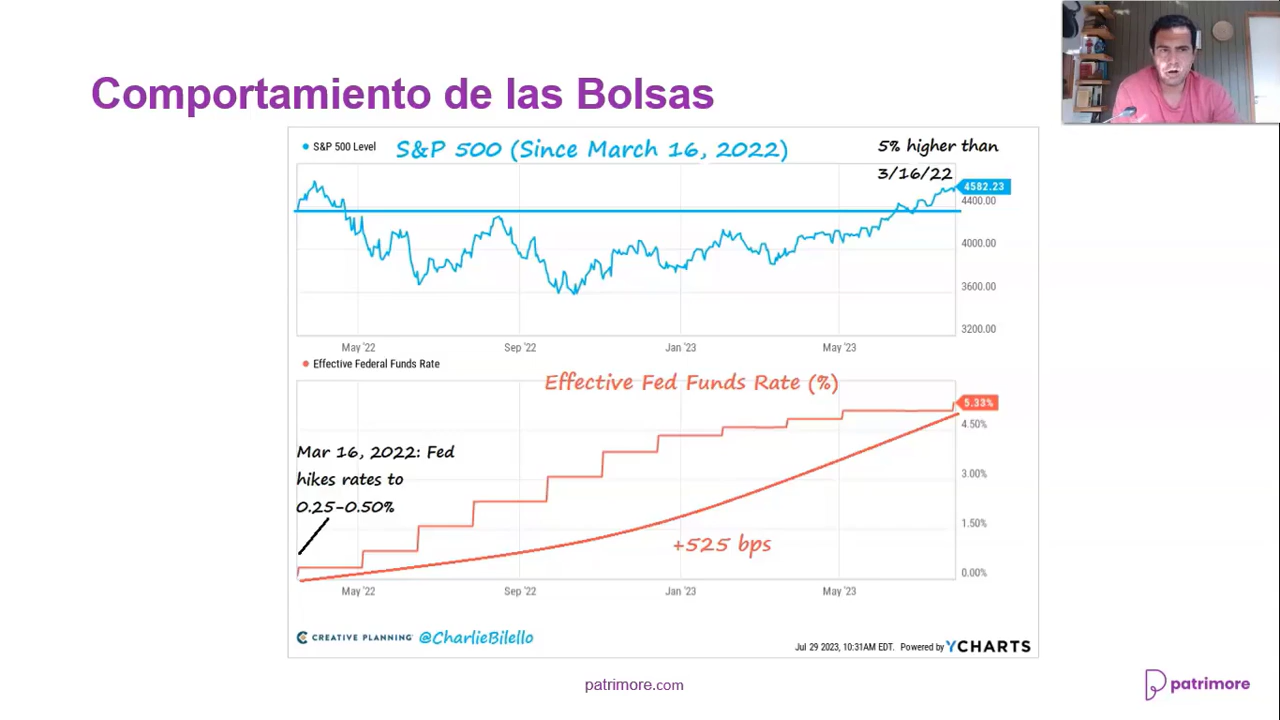 Comportamiento de las Bolsas
S&P 500 Level
S&P 500 (Since March 16, 2022)
5% higher than
3/16/22
4582.23
4400.00
4000.00
3600.00
3200.00
May '22
Sep '22
Jan '23
May '23
Effective Federal Funds Rate
Effective Fed Funds Rate (%)
5.33%
4.50%
Mar 16, 2022: Fed
hikes rates to
0.25-0.50%
3.00%
1.50%
+525 bps
0.00%
May '22
Sep '22
Jan '23
May '23
CREATIVE PLANNING @CharlieBilello
Jul 29 2023, 10:31AM EDT. Powered by YCHARTS
patrimore.com
patrimore